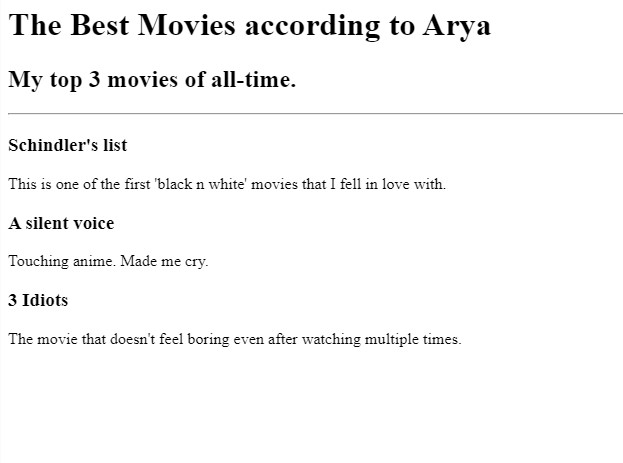 The Best Movies according to Arya
My top 3 movies of all-time.
Schindler's list
This is one of the first 'black n white' movies that I fell in love with.
A silent voice
Touching anime. Made me cry.
3 Idiots
The movie that doesn't feel boring even after watching multiple times.